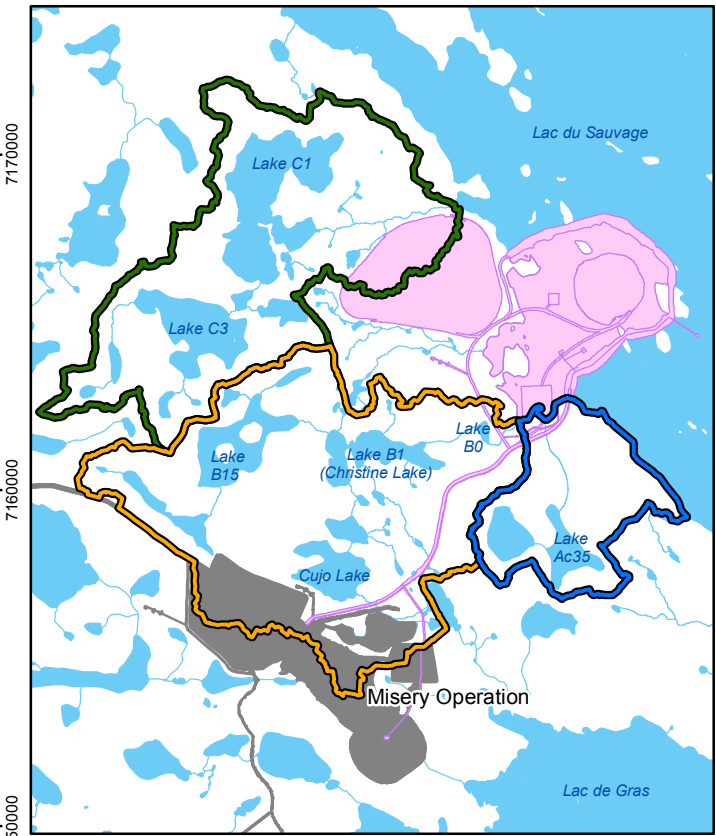 Lac du Sauvage
7170000
Lake C1
Lake C3
Lake
B0
Lake B1
(Christine Lake)
Lake
B15
7160000
Lake
Ac35
Cujo Lake
Misery Operation
Lac de Gras